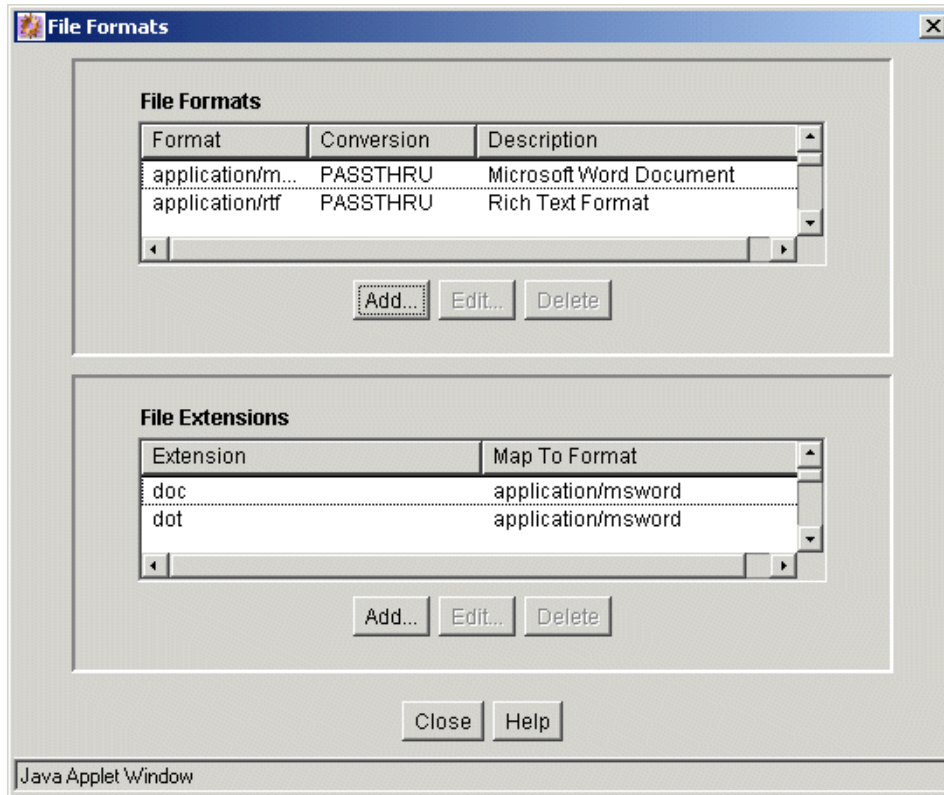 File Formats
File Formats
Format Conversion Description
application/m... PASSTHRU Microsoft Word Document
application/rtf PASSTHRU Rich Text Format
Add... Edit... Delete
File Extensions
Extension Map To Format
doc application/msword
dot application/msword
Add... Edit... Delete
Close Help
Java Applet Window